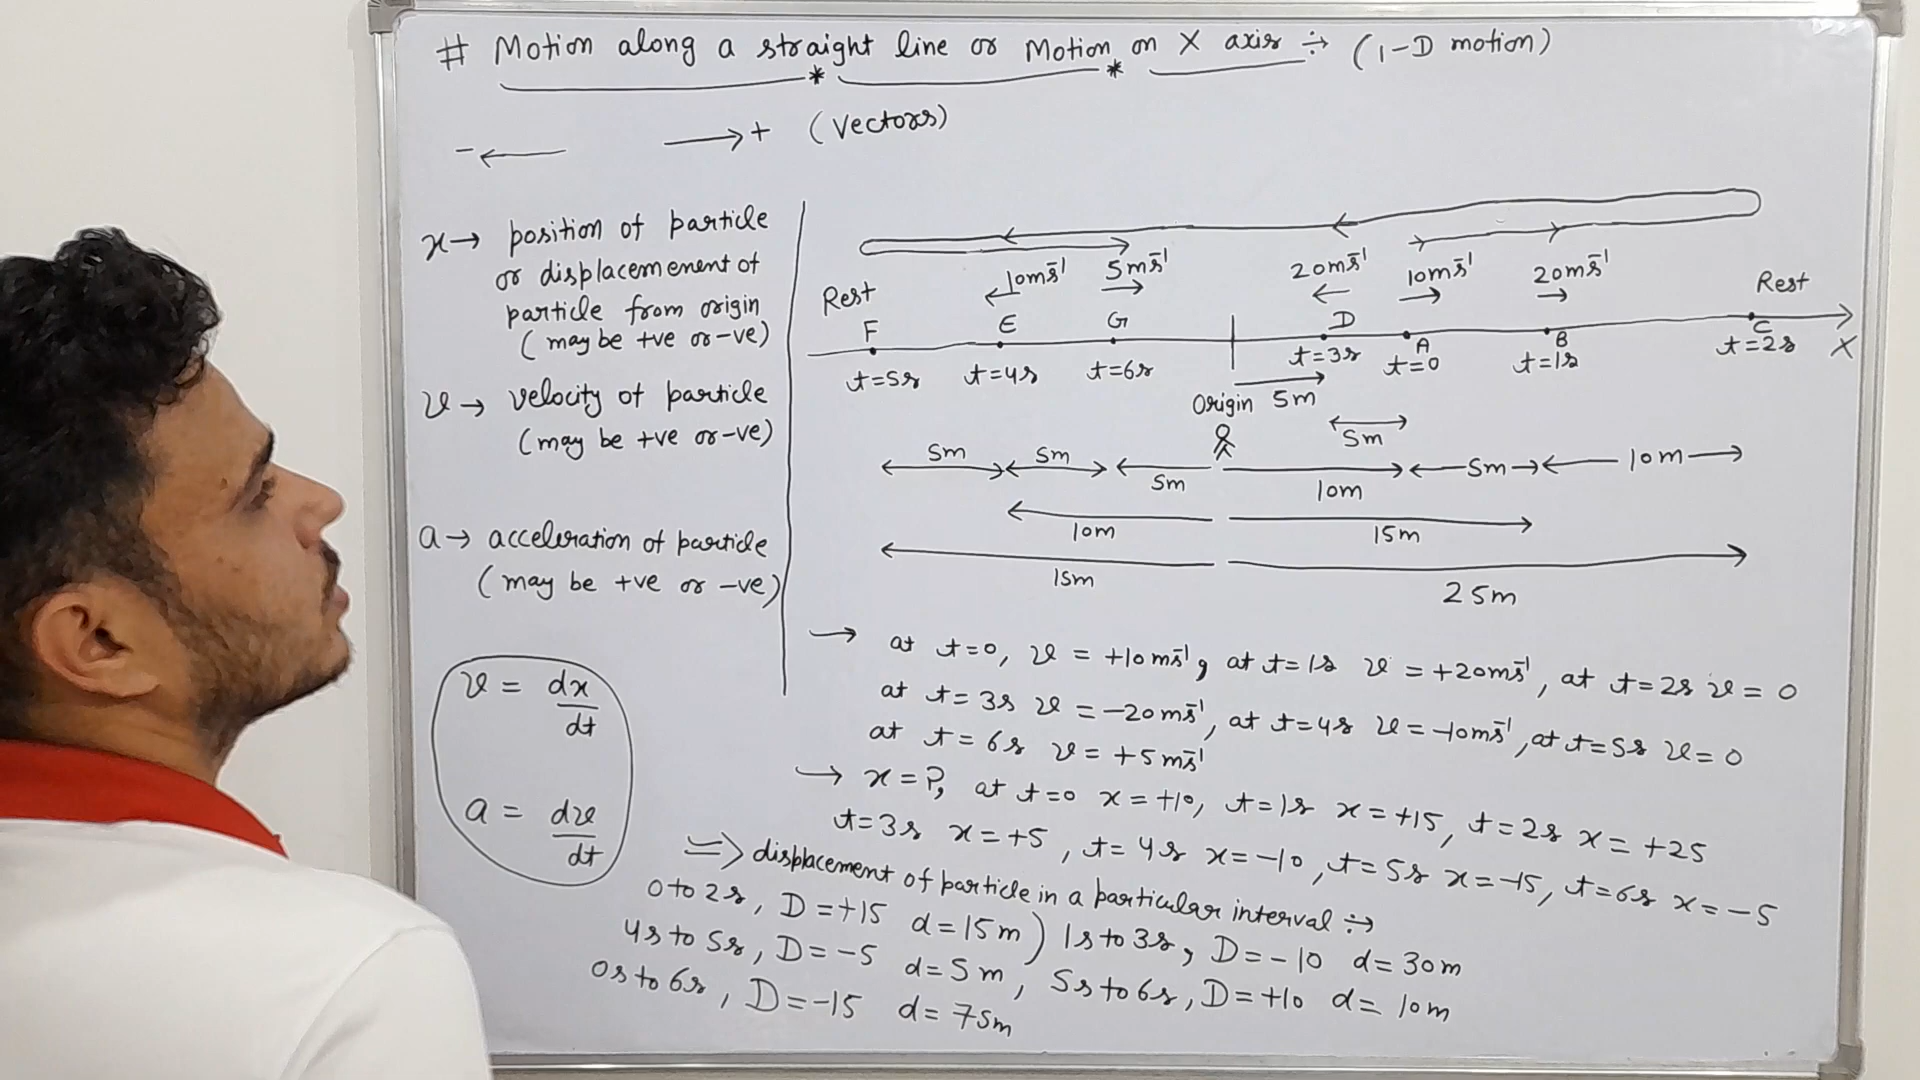 # Motion along a straight line or Motion on X axis ÷ (1-D motion)
- ← → + (Vectors)
x → position of particle
or displacemenent of
particle from origin
(may be +ve or -ve)
v → velocity of particle
(may be +ve or -ve)
a → acceleration of particle
(may be +ve or -ve)
v = dx/dt
a = dv/dt
10ms⁻¹ 5ms⁻¹ 20ms⁻¹ 10ms⁻¹ 20ms⁻¹
Rest Rest
F E G D A B C
t=5s t=4s t=6s t=3s t=0 t=1s t=2s X
Origin 5m
5m
5m 5m 5m 10m 5m 10m
10m 15m
15m 25m
→ at t=0, v = +10ms⁻¹, at t=1s v = +20ms⁻¹, at t=2s v = 0
at t=3s v = -20ms⁻¹, at t=4s v = -10ms⁻¹, at t=5s v = 0
at t=6s v = +5ms⁻¹
→ x=?, at t=0 x=+10, t=1s x=+15, t=2s x=+25
t=3s x=+5, t=4s x=-10, t=5s x=-15, t=6s x=-5
⇒ displacement of particle in a particular interval ÷
0 to 2s, D=+15 d=15m) 1s to 3s, D=-10 d=30m
4s to 5s, D=-5 d=5m, 5s to 6s, D=+10 d=10m
0s to 6s, D=-15 d=75m